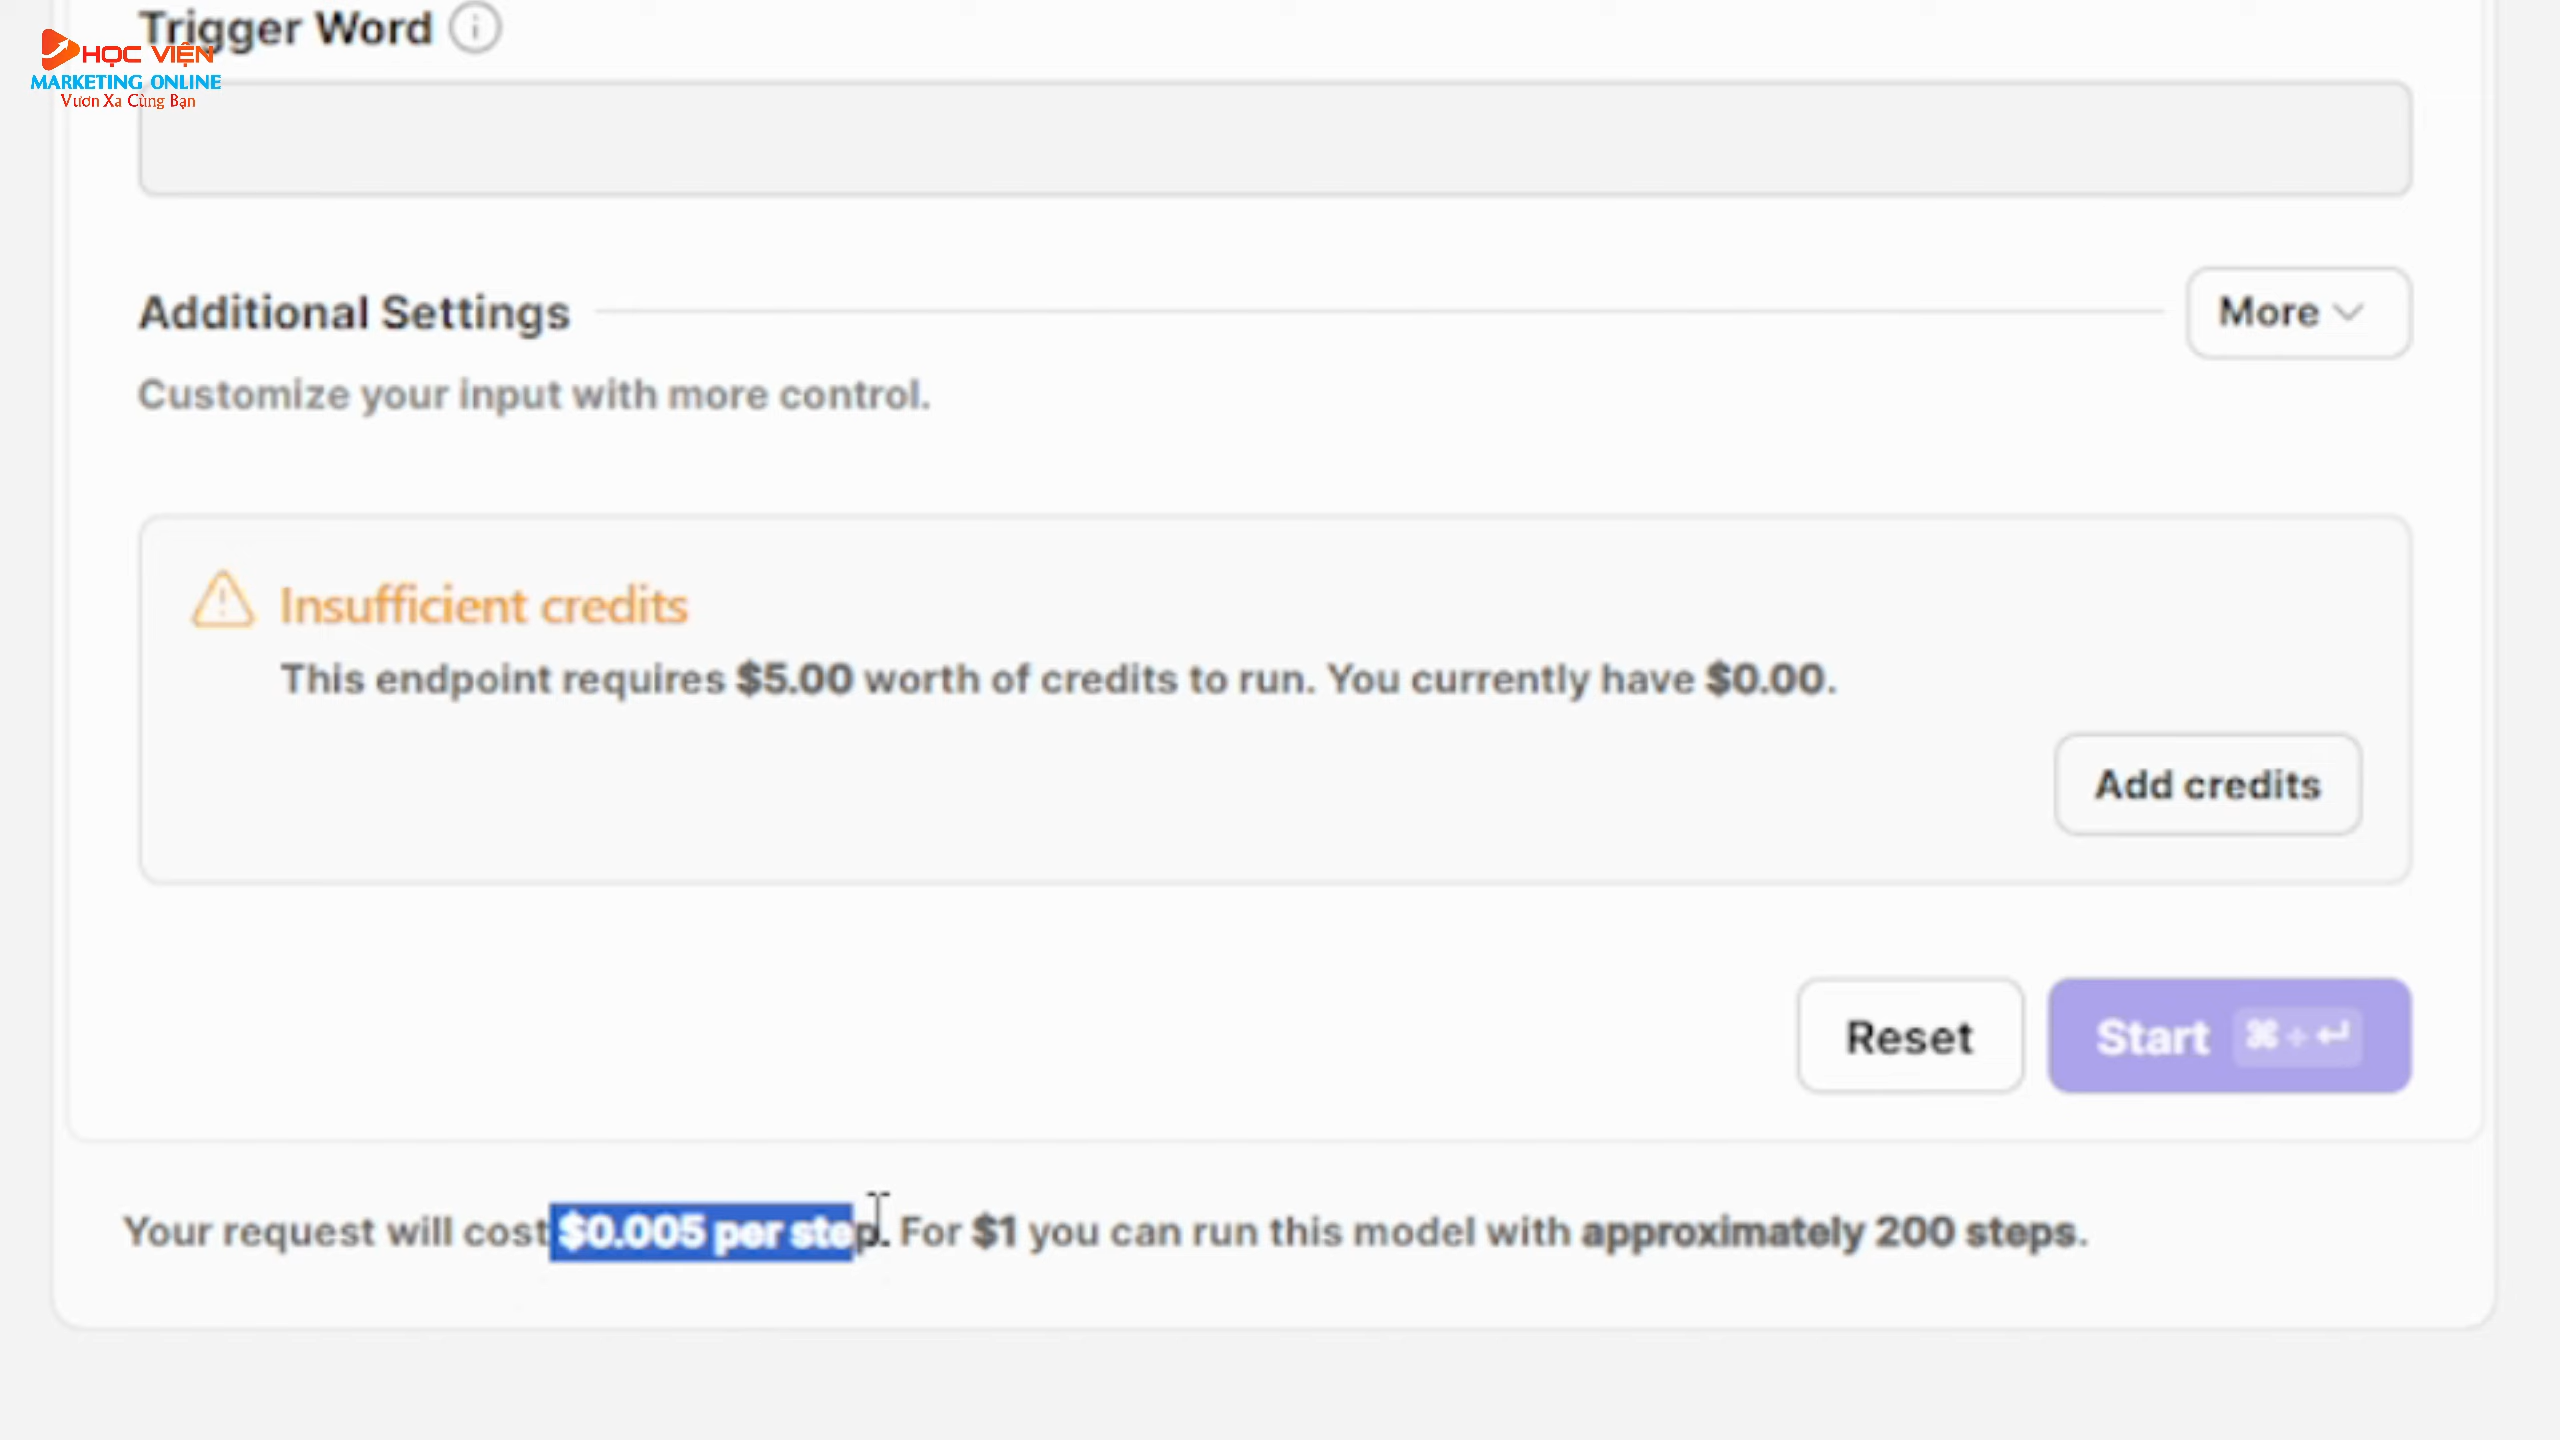 Trigger Word
HỌC VIỆN
MARKETING ONLINE
Vươn Xa Cùng Bạn
Additional Settings
More
Customize your input with more control.
Insufficient credits
This endpoint requires $5.00 worth of credits to run. You currently have $0.00.
Add credits
Reset
Start ⌘+↵
Your request will cost $0.005 per step. For $1 you can run this model with approximately 200 steps.